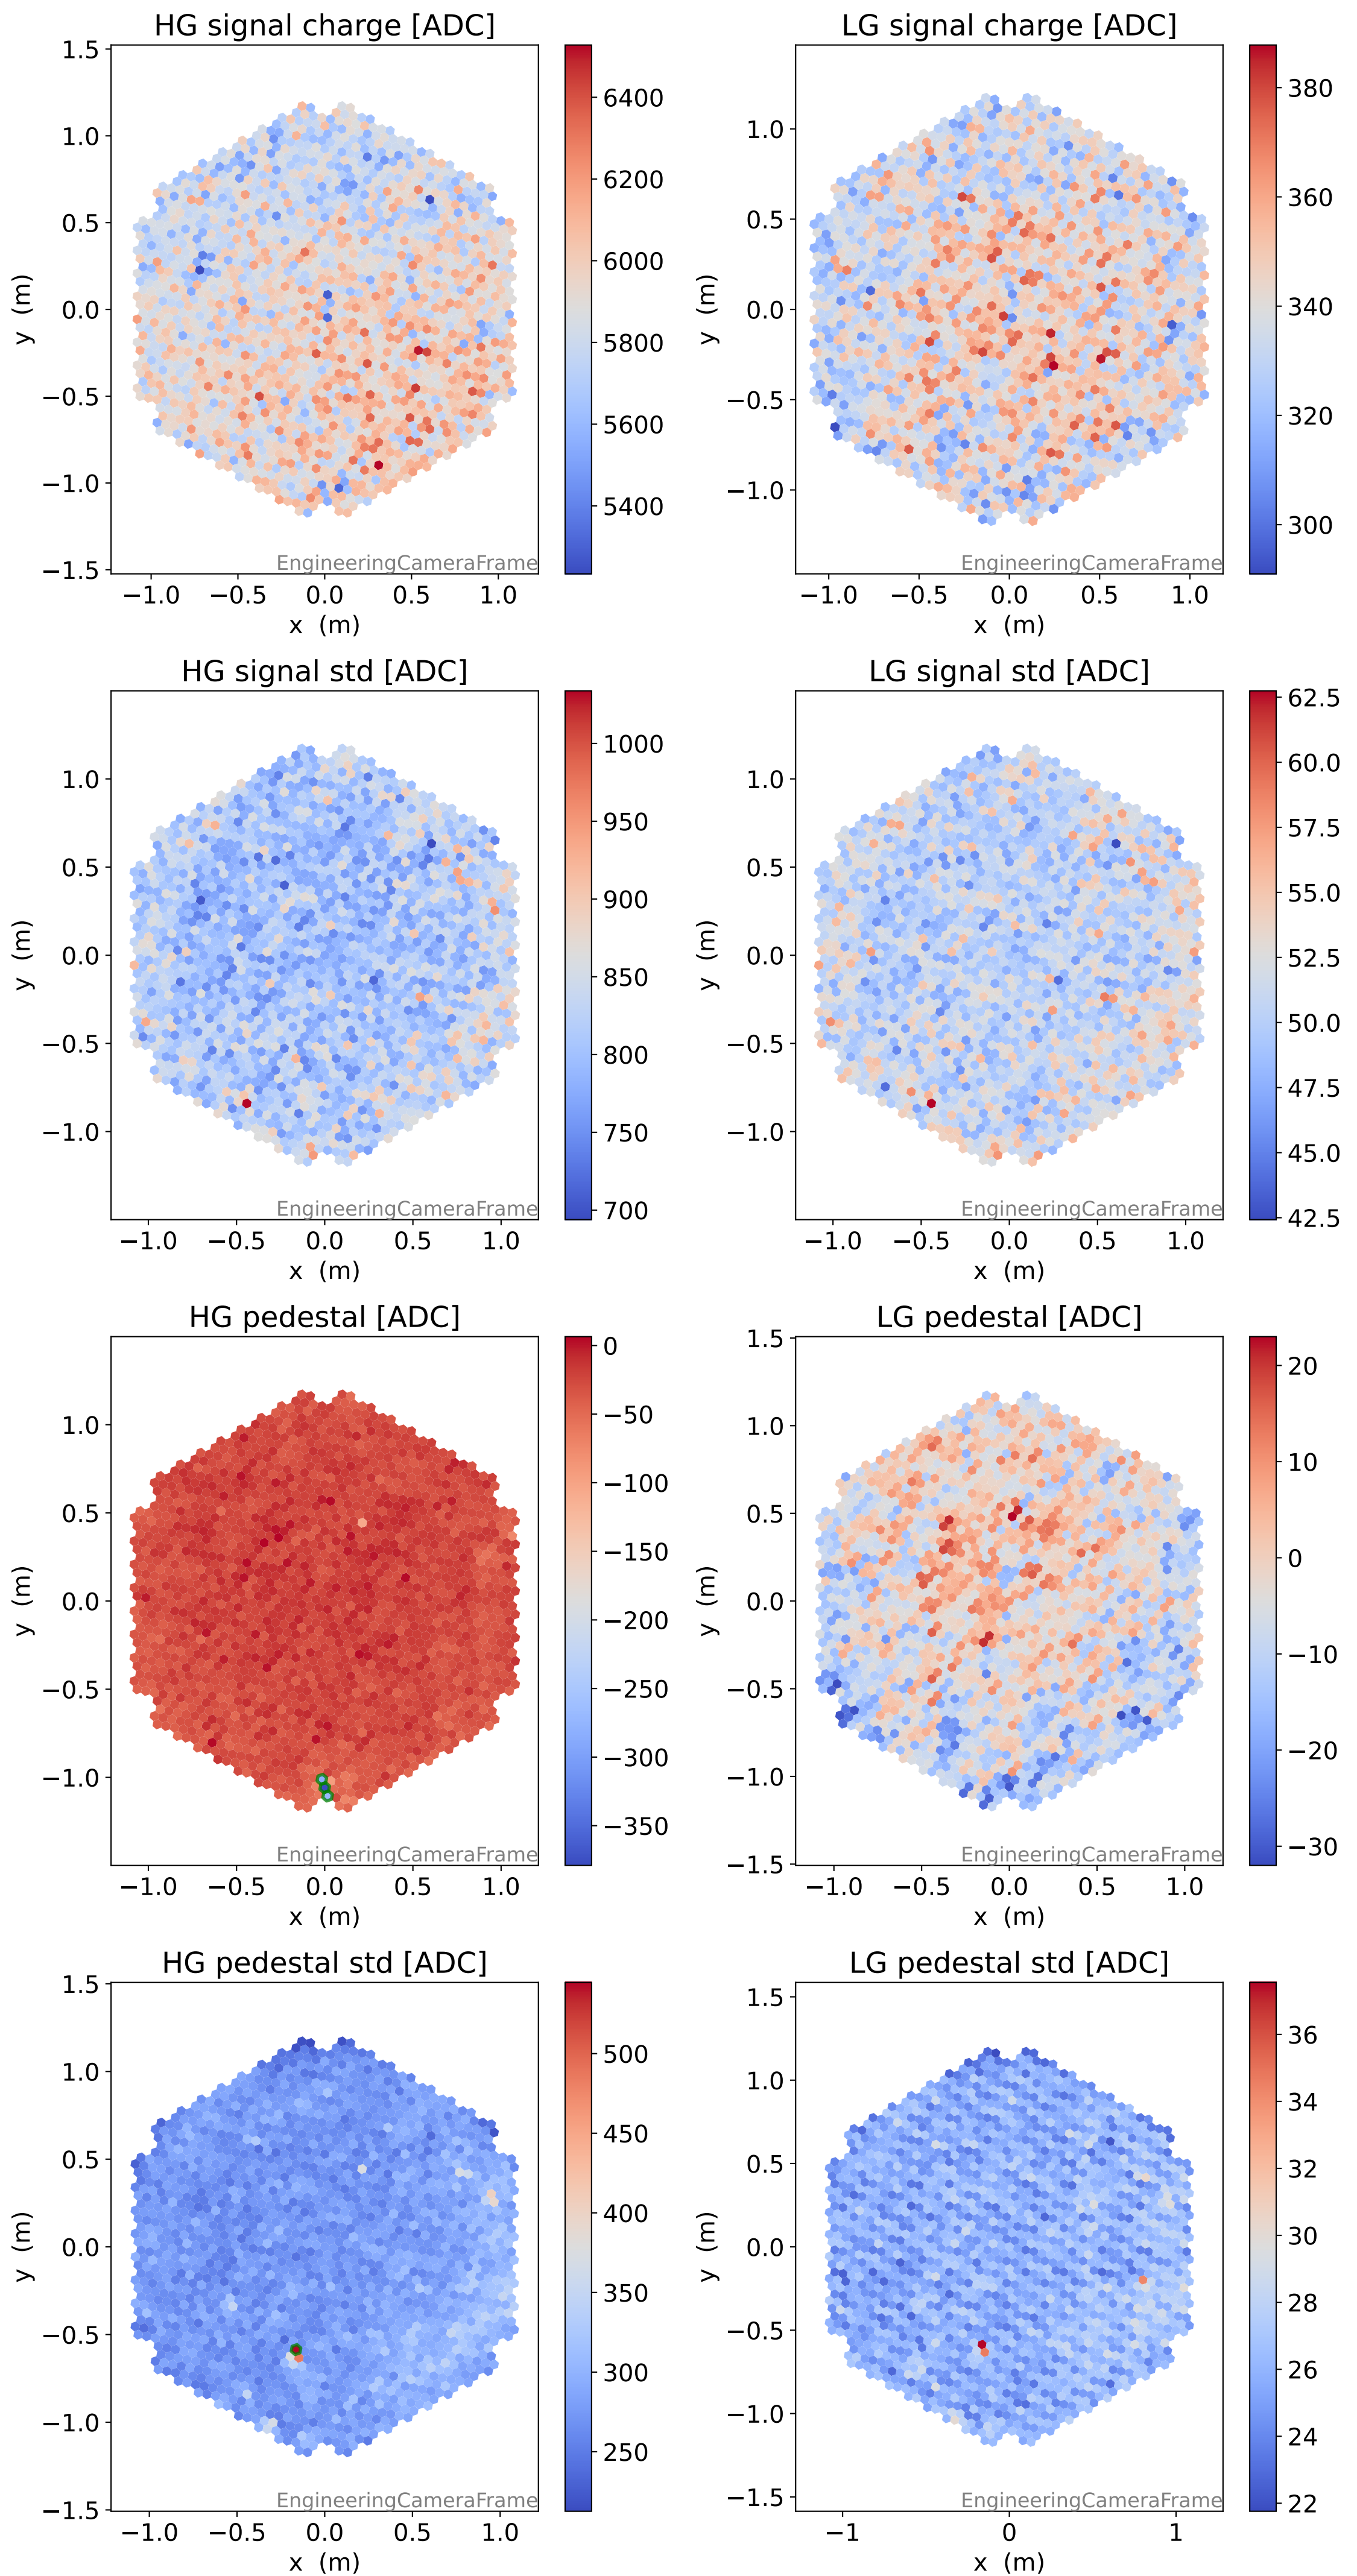 HG signal charge [ADC]
1.5
1.0
0.5
0.0
−0.5
−1.0
−1.5
y (m)
−1.0 −0.5 0.0 0.5 1.0
x (m)
EngineeringCameraFrame
6400
6200
6000
5800
5600
5400
LG signal charge [ADC]
1.0
0.5
0.0
−0.5
−1.0
y (m)
−1.0 −0.5 0.0 0.5 1.0
x (m)
EngineeringCameraFrame
380
360
340
320
300
HG signal std [ADC]
1.0
0.5
0.0
−0.5
−1.0
y (m)
−1.0 −0.5 0.0 0.5 1.0
x (m)
EngineeringCameraFrame
1000
950
900
850
800
750
700
LG signal std [ADC]
1.0
0.5
0.0
−0.5
−1.0
y (m)
−1.0 −0.5 0.0 0.5 1.0
x (m)
EngineeringCameraFrame
62.5
60.0
57.5
55.0
52.5
50.0
47.5
45.0
42.5
HG pedestal [ADC]
1.0
0.5
0.0
−0.5
−1.0
y (m)
−1.0 −0.5 0.0 0.5 1.0
x (m)
EngineeringCameraFrame
0
−50
−100
−150
−200
−250
−300
−350
LG pedestal [ADC]
1.5
1.0
0.5
0.0
−0.5
−1.0
−1.5
y (m)
−1.0 −0.5 0.0 0.5 1.0
x (m)
EngineeringCameraFrame
20
10
0
−10
−20
−30
HG pedestal std [ADC]
1.5
1.0
0.5
0.0
−0.5
−1.0
−1.5
y (m)
−1.0 −0.5 0.0 0.5 1.0
x (m)
EngineeringCameraFrame
500
450
400
350
300
250
LG pedestal std [ADC]
1.5
1.0
0.5
0.0
−0.5
−1.0
−1.5
y (m)
−1 0 1
x (m)
EngineeringCameraFrame
36
34
32
30
28
26
24
22